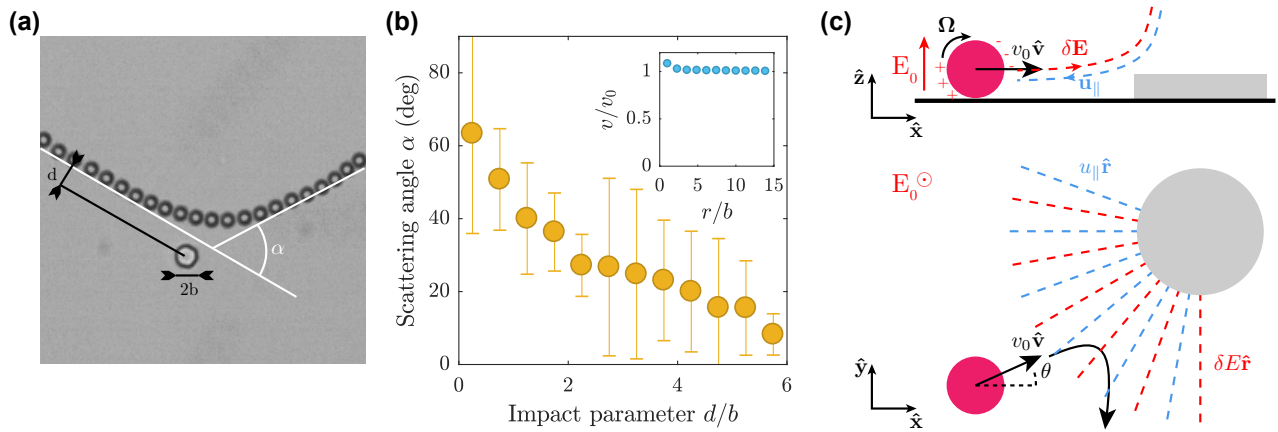 (a)
d
α
2b
(b)
Scattering angle α (deg)
80
60
40
20
0
0
2
4
6
Impact parameter d/b
v/v₀
1
0.5
0
0
5
10
15
r/b
(c)
Ω
E₀
+
+
+
+
-
-
v₀v̂
δE
u∥
ẑ
x̂
E₀⊙
u∥r̂
v₀v̂
θ
δEr̂
ŷ
x̂